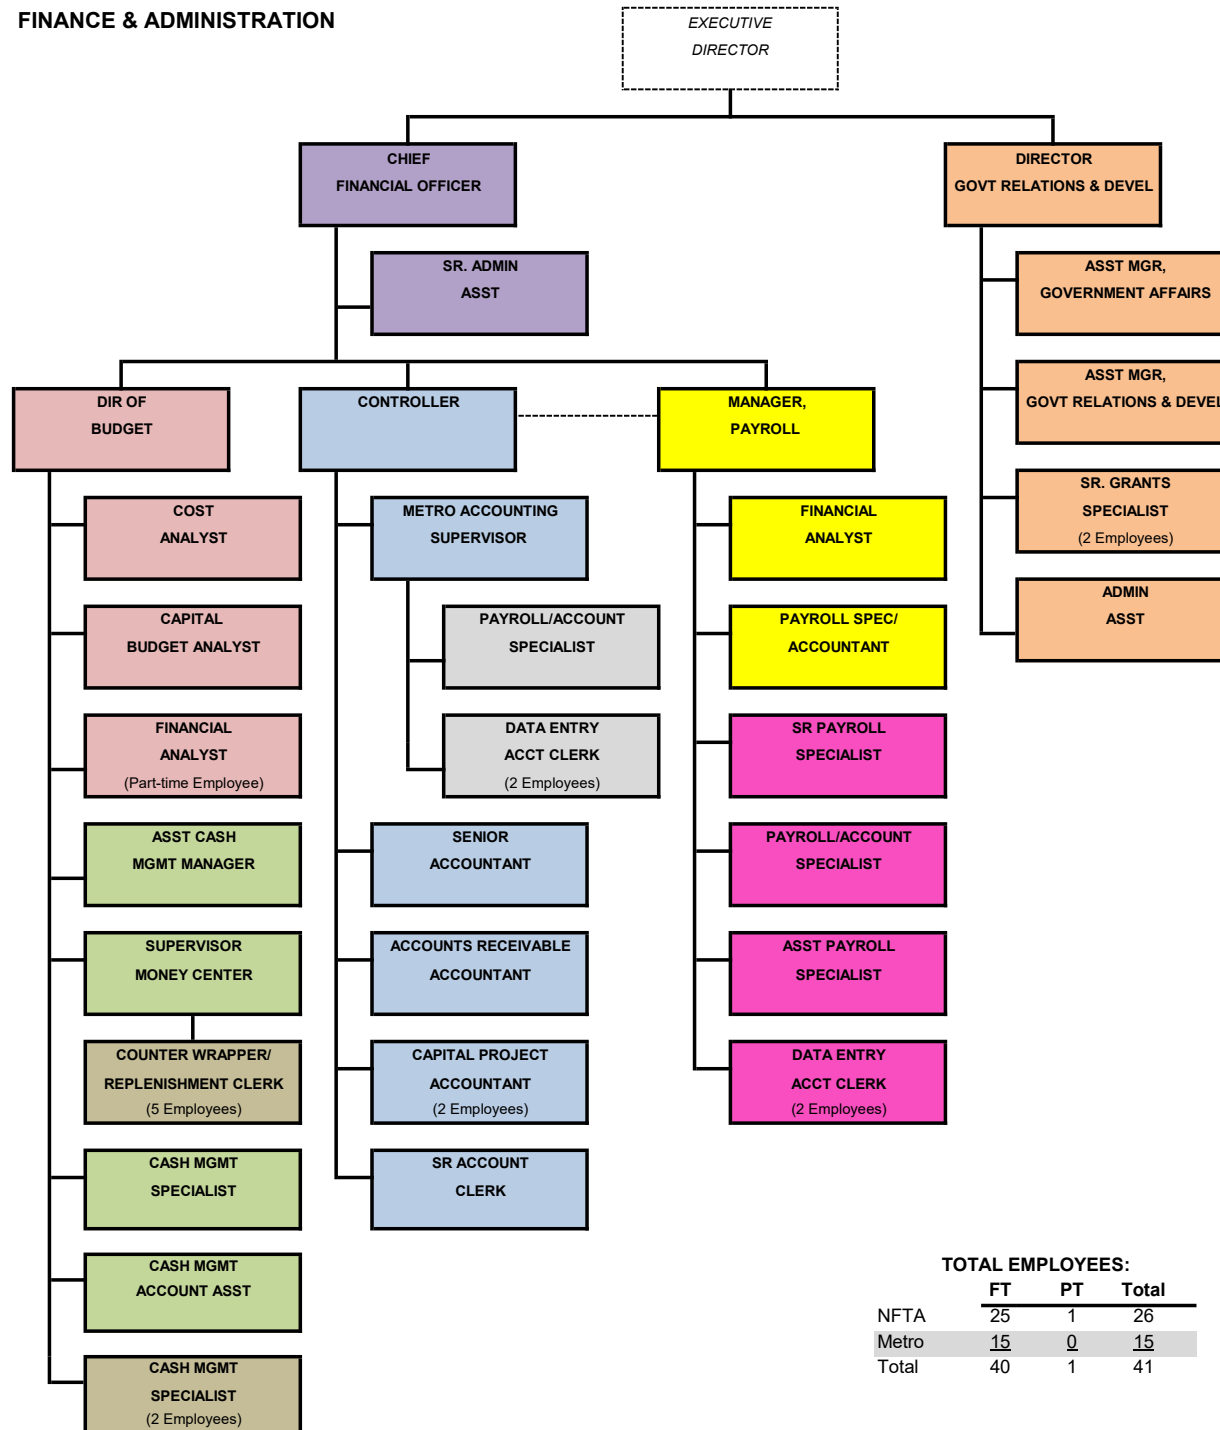 FINANCE & ADMINISTRATION
EXECUTIVE
DIRECTOR
CHIEF
FINANCIAL OFFICER
DIRECTOR
GOVT RELATIONS & DEVEL
SR. ADMIN
ASST
ASST MGR,
GOVERNMENT AFFAIRS
ASST MGR,
GOVT RELATIONS & DEVEL
SR. GRANTS
SPECIALIST
(2 Employees)
ADMIN
ASST
DIR OF
BUDGET
CONTROLLER
MANAGER,
PAYROLL
COST
ANALYST
CAPITAL
BUDGET ANALYST
FINANCIAL
ANALYST
(Part-time Employee)
ASST CASH
MGMT MANAGER
SUPERVISOR
MONEY CENTER
COUNTER WRAPPER/
REPLENISHMENT CLERK
(5 Employees)
CASH MGMT
SPECIALIST
CASH MGMT
ACCOUNT ASST
CASH MGMT
SPECIALIST
(2 Employees)
METRO ACCOUNTING
SUPERVISOR
PAYROLL/ACCOUNT
SPECIALIST
DATA ENTRY
ACCT CLERK
(2 Employees)
SENIOR
ACCOUNTANT
ACCOUNTS RECEIVABLE
ACCOUNTANT
CAPITAL PROJECT
ACCOUNTANT
(2 Employees)
SR ACCOUNT
CLERK
FINANCIAL
ANALYST
PAYROLL SPEC/
ACCOUNTANT
SR PAYROLL
SPECIALIST
PAYROLL/ACCOUNT
SPECIALIST
ASST PAYROLL
SPECIALIST
DATA ENTRY
ACCT CLERK
(2 Employees)
TOTAL EMPLOYEES:
FT PT Total
NFTA 25 1 26
Metro 15 0 15
Total 40 1 41